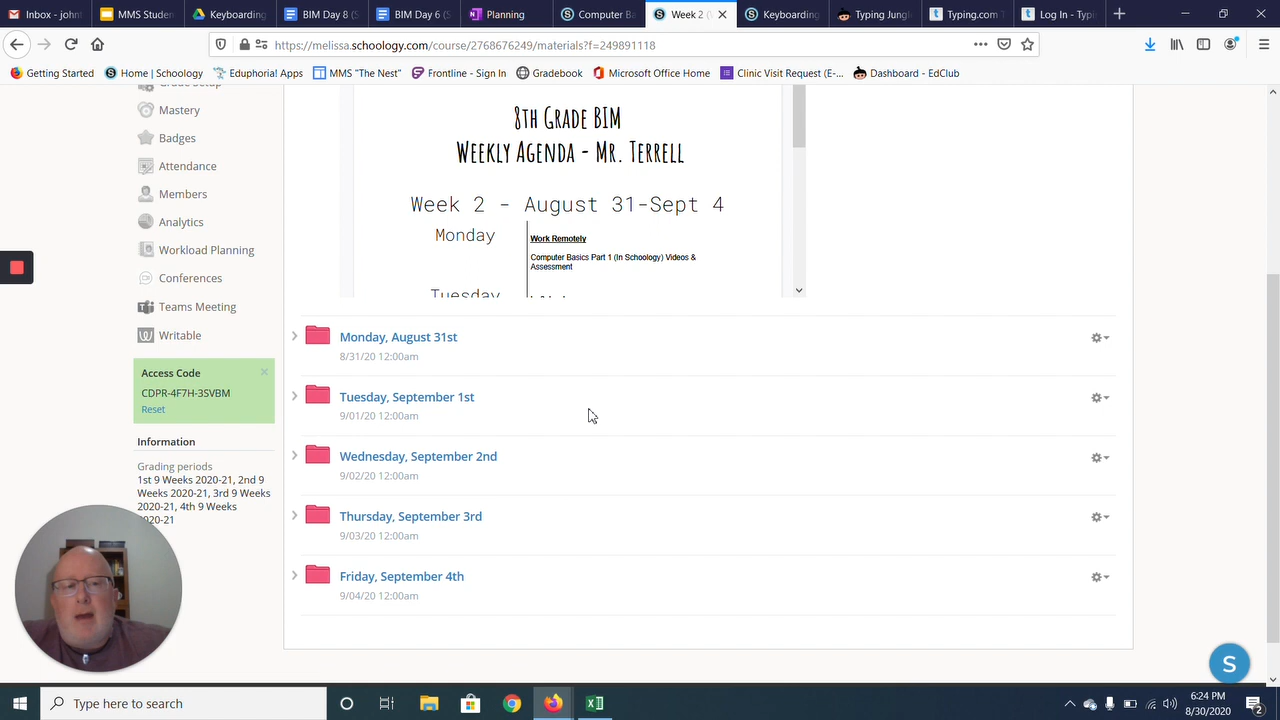 Inbox - johnt
MMS Studen
Keyboarding
BIM Day 8 (S
BIM Day 6 (S
Planning
Computer Ba
Week 2 (
Keyboarding
Typing Jungl
Typing.com
Log In - Typi
https://melissa.schoology.com/course/2768676249/materials?f=249891118
Getting Started
Home | Schoology
Eduphoria! Apps
MMS "The Nest"
Frontline - Sign In
Gradebook
Microsoft Office Home
Clinic Visit Request (E-...
Dashboard - EdClub
Grade Setup
Mastery
Badges
Attendance
Members
Analytics
Workload Planning
Conferences
Teams Meeting
Writable
Access Code
CDPR-4F7H-3SVBM
Reset
Information
Grading periods
1st 9 Weeks 2020-21, 2nd 9
Weeks 2020-21, 3rd 9 Weeks
2020-21, 4th 9 Weeks
2020-21
8th Grade BIM
Weekly Agenda - Mr. Terrell
Week 2 - August 31-Sept 4
Monday
Work Remotely
Computer Basics Part 1 (In Schoology) Videos &
Assessment
Tuesday
Monday, August 31st
8/31/20 12:00am
Tuesday, September 1st
9/01/20 12:00am
Wednesday, September 2nd
9/02/20 12:00am
Thursday, September 3rd
9/03/20 12:00am
Friday, September 4th
9/04/20 12:00am
S
Type here to search
6:24 PM
8/30/2020
2